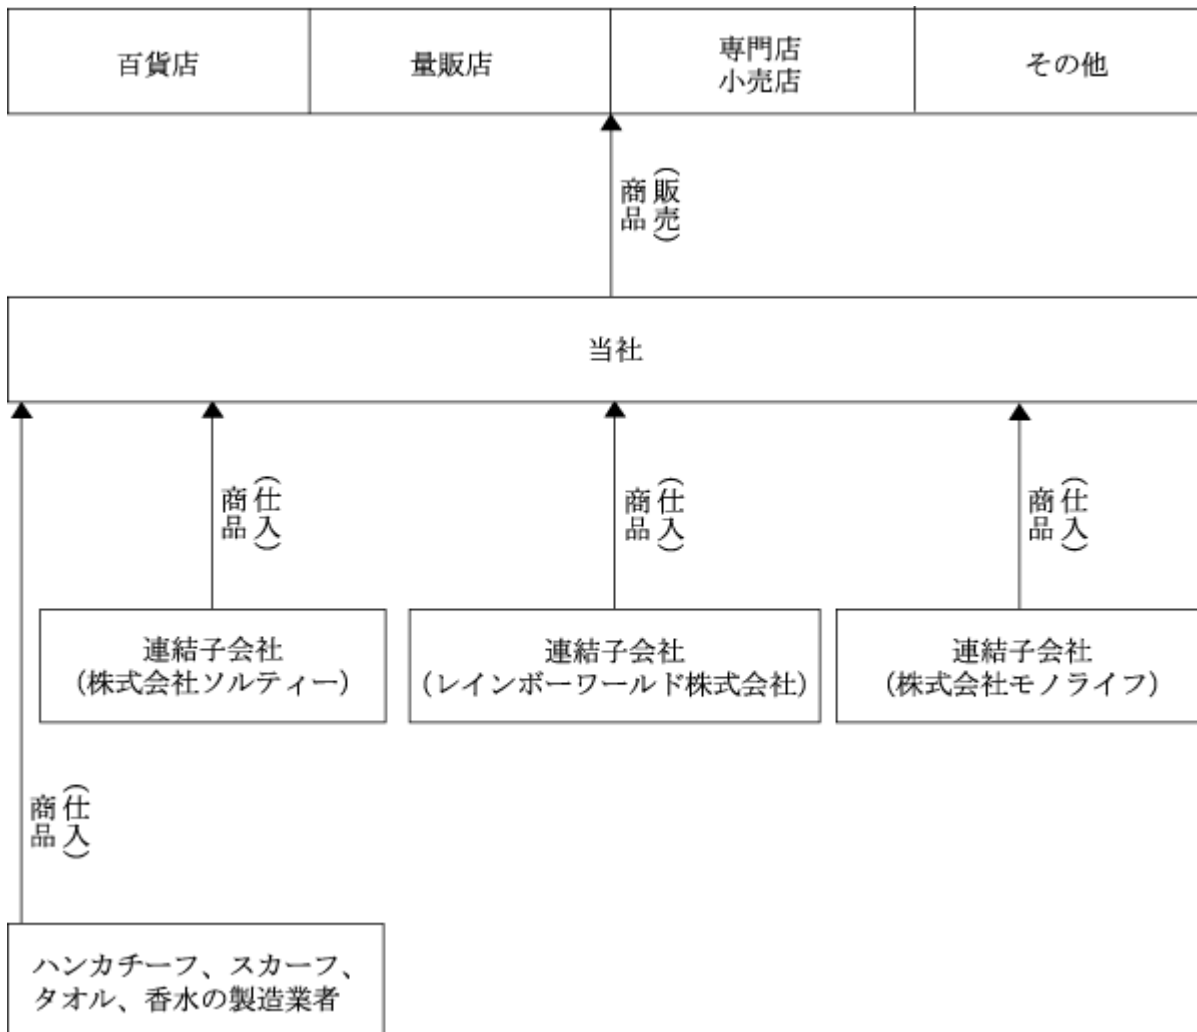 百貨店
量販店
専門店
小売店
その他
商品
(販売)
当社
商品
(仕入)
商品
(仕入)
商品
(仕入)
連結子会社
(株式会社ソルティー)
連結子会社
(レインボーワールド株式会社)
連結子会社
(株式会社モノライフ)
商品
(仕入)
ハンカチーフ、スカーフ、
タオル、香水の製造業者